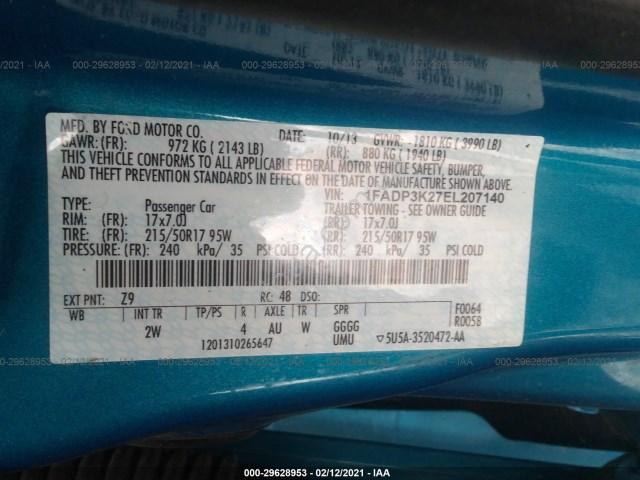 00-29628953 · 02/12/2021 · IAA
MFD. BY FORD MOTOR CO. DATE: 10/13 GVWR: 1810 KG ( 3990 LB)
GAWR: (FR): 972 KG ( 2143 LB) (RR): 880 KG ( 1940 LB)
THIS VEHICLE CONFORMS TO ALL APPLICABLE FEDERAL MOTOR VEHICLE SAFETY, BUMPER,
AND THEFT PREVENTION STANDARDS IN EFFECT ON THE DATE OF MANUFACTURE SHOWN ABOVE.
VIN: 1FADP3K27EL207140
TYPE: Passenger Car TRAILER TOWING - SEE OWNER GUIDE
RIM: (FR): 17x7.0J (RR): 17x7.0J
TIRE: (FR): 215/50R17 95W (RR): 215/50R17 95W
PRESSURE: (FR): 240 kPa/ 35 PSI COLD (RR): 240 kPa/ 35 PSI COLD
EXT PNT: Z9 RC: 48 DSO: F0064
WB INT TR TP/PS R AXLE TR SPR R0058
2W 4 AU W GGGG
1201310265647 UMU 5U5A-3520472-AA
00-29628953 · 02/12/2021 · IAA